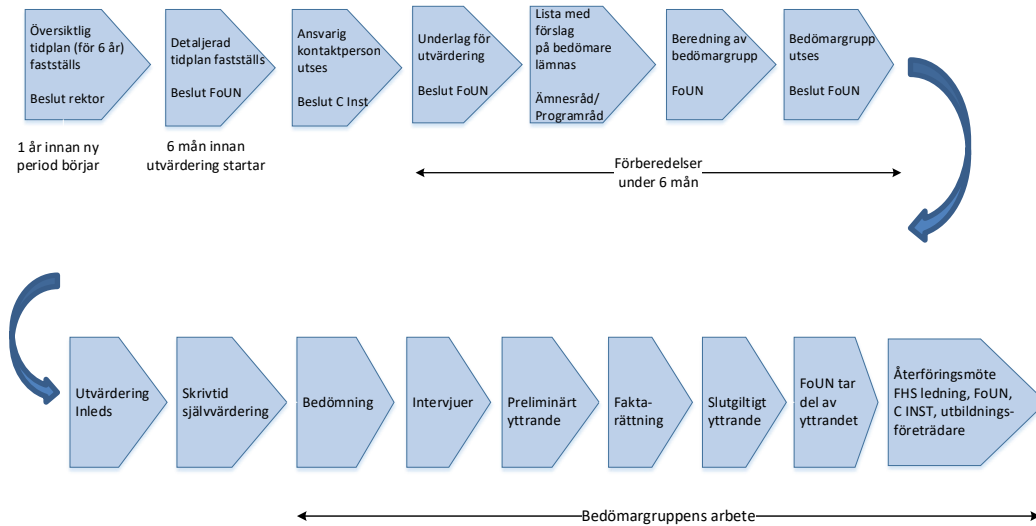 Översiktlig
tidplan (för 6 år)
fastställs
Beslut rektor
1 år innan ny
period börjar
Detaljerad
tidplan fastställs
Beslut FoUN
6 mån innan
utvärdering startar
Ansvarig
kontaktperson
utses
Beslut C Inst
Underlag för
utvärdering
Beslut FoUN
Lista med
förslag
på bedömare
lämnas
Ämnesråd/
Programråd
Beredning av
bedömargrupp
FoUN
Bedömargrupp
utses
Beslut FoUN
Förberedelser
under 6 mån
Utvärdering
Inleds
Skrivtid
självvärdering
Bedömning
Intervjuer
Preliminärt
yttrande
Fakta-
rättning
Slutgiltigt
yttrande
FoUN tar
del av
yttrandet
Återföringsmöte
FHS ledning, FoUN,
C INST, utbildnings-
företrädare
Bedömargruppens arbete